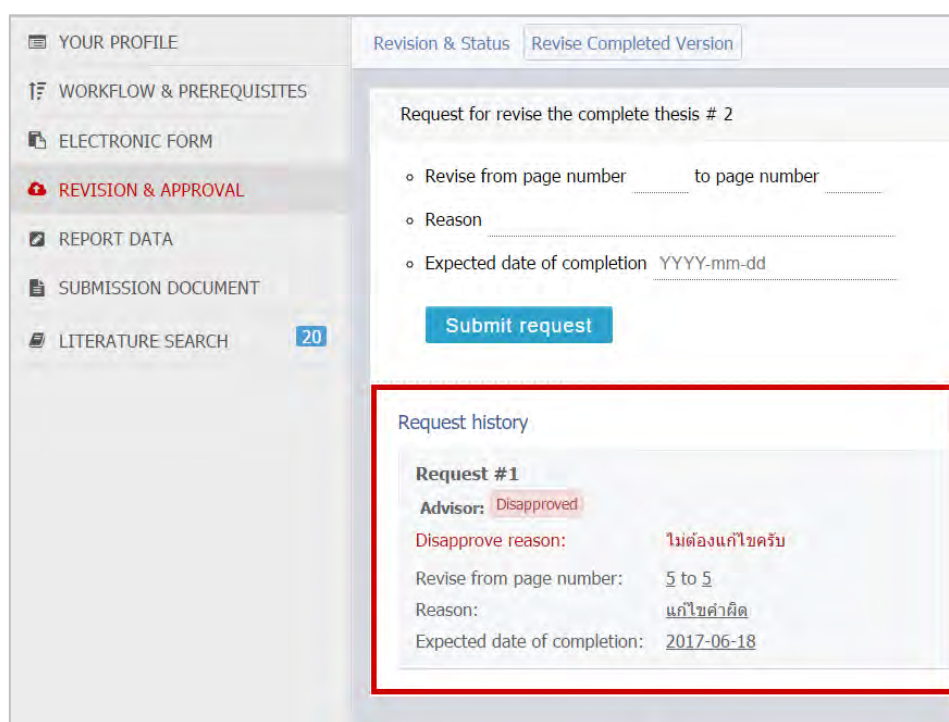 YOUR PROFILE
WORKFLOW & PREREQUISITES
ELECTRONIC FORM
REVISION & APPROVAL
REPORT DATA
SUBMISSION DOCUMENT
LITERATURE SEARCH 20
Revision & Status Revise Completed Version
Request for revise the complete thesis # 2
Revise from page number to page number
Reason
Expected date of completion YYYY-mm-dd
Submit request
Request history
Request #1
Advisor: Disapproved
Disapprove reason: ไม่ต้องแก้ไขครับ
Revise from page number: 5 to 5
Reason: แก้ไขคำผิด
Expected date of completion: 2017-06-18